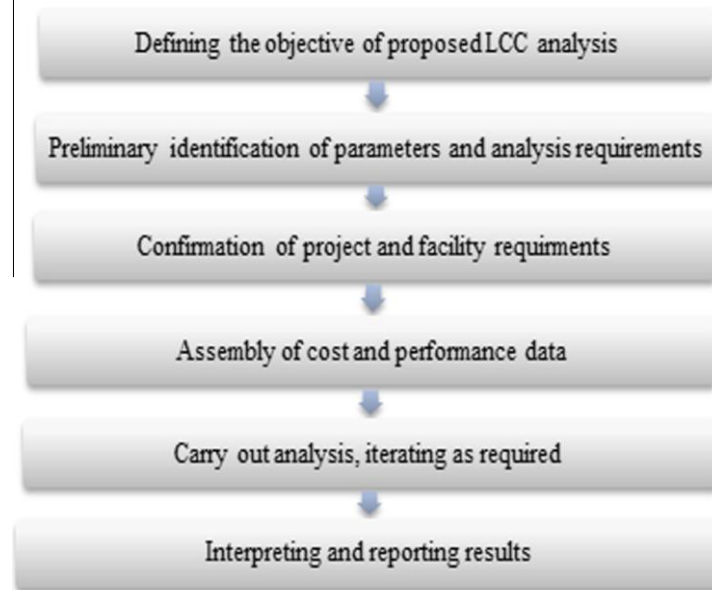 Defining the objective of proposed LCC analysis
Preliminary identification of parameters and analysis requirements
Confirmation of project and facility requirments
Assembly of cost and performance data
Carry out analysis, iterating as required
Interpreting and reporting results